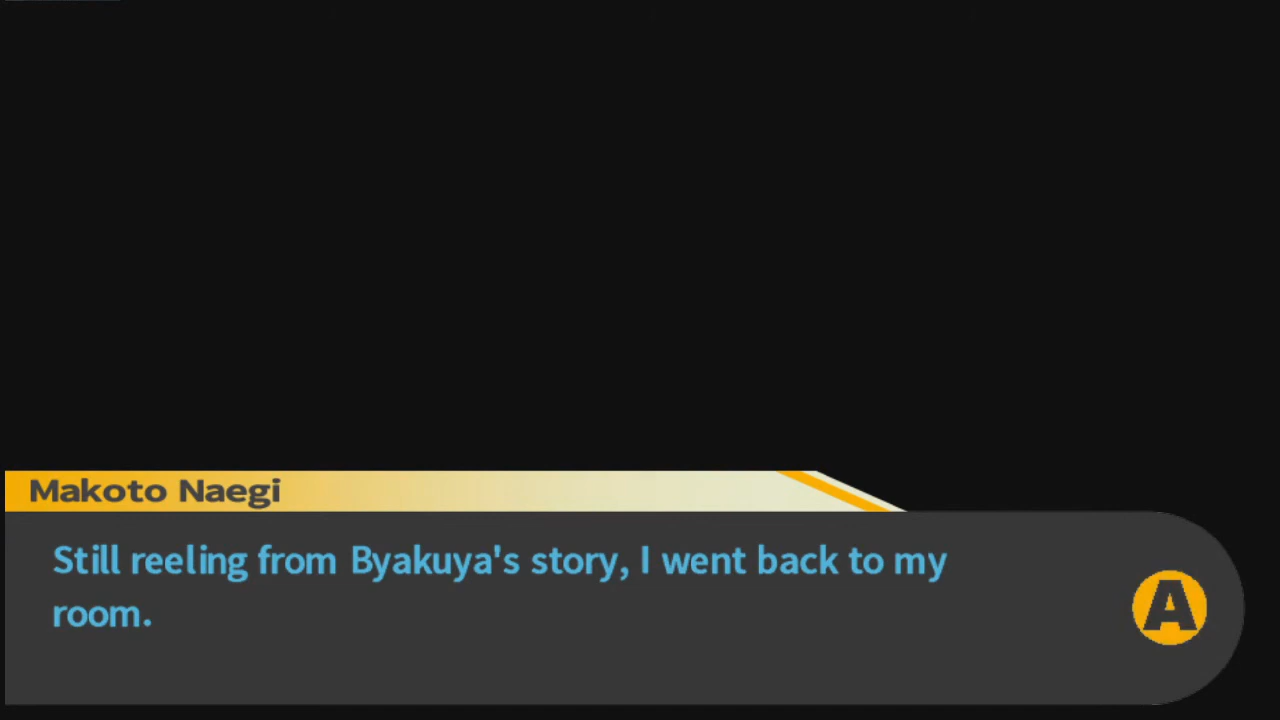 Makoto Naegi
Still reeling from Byakuya's story, I went back to my
room.
A